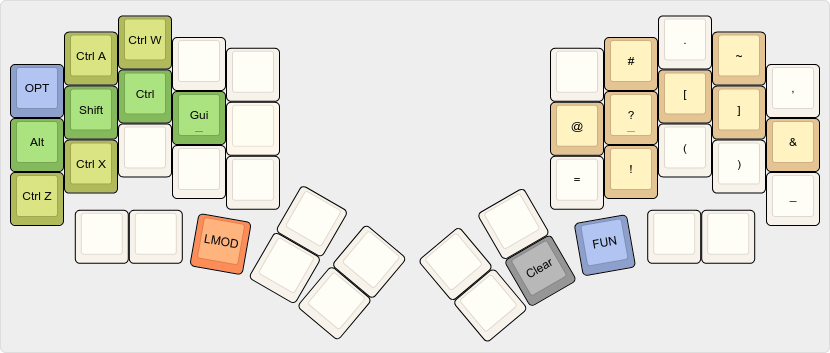 Ctrl W
.
Ctrl A
#
~
OPT
Ctrl
[
,
Shift
Gui
_
?
_
]
@
Alt
(
&
Ctrl X
!
)
=
Ctrl Z
_
LMOD
FUN
Clear